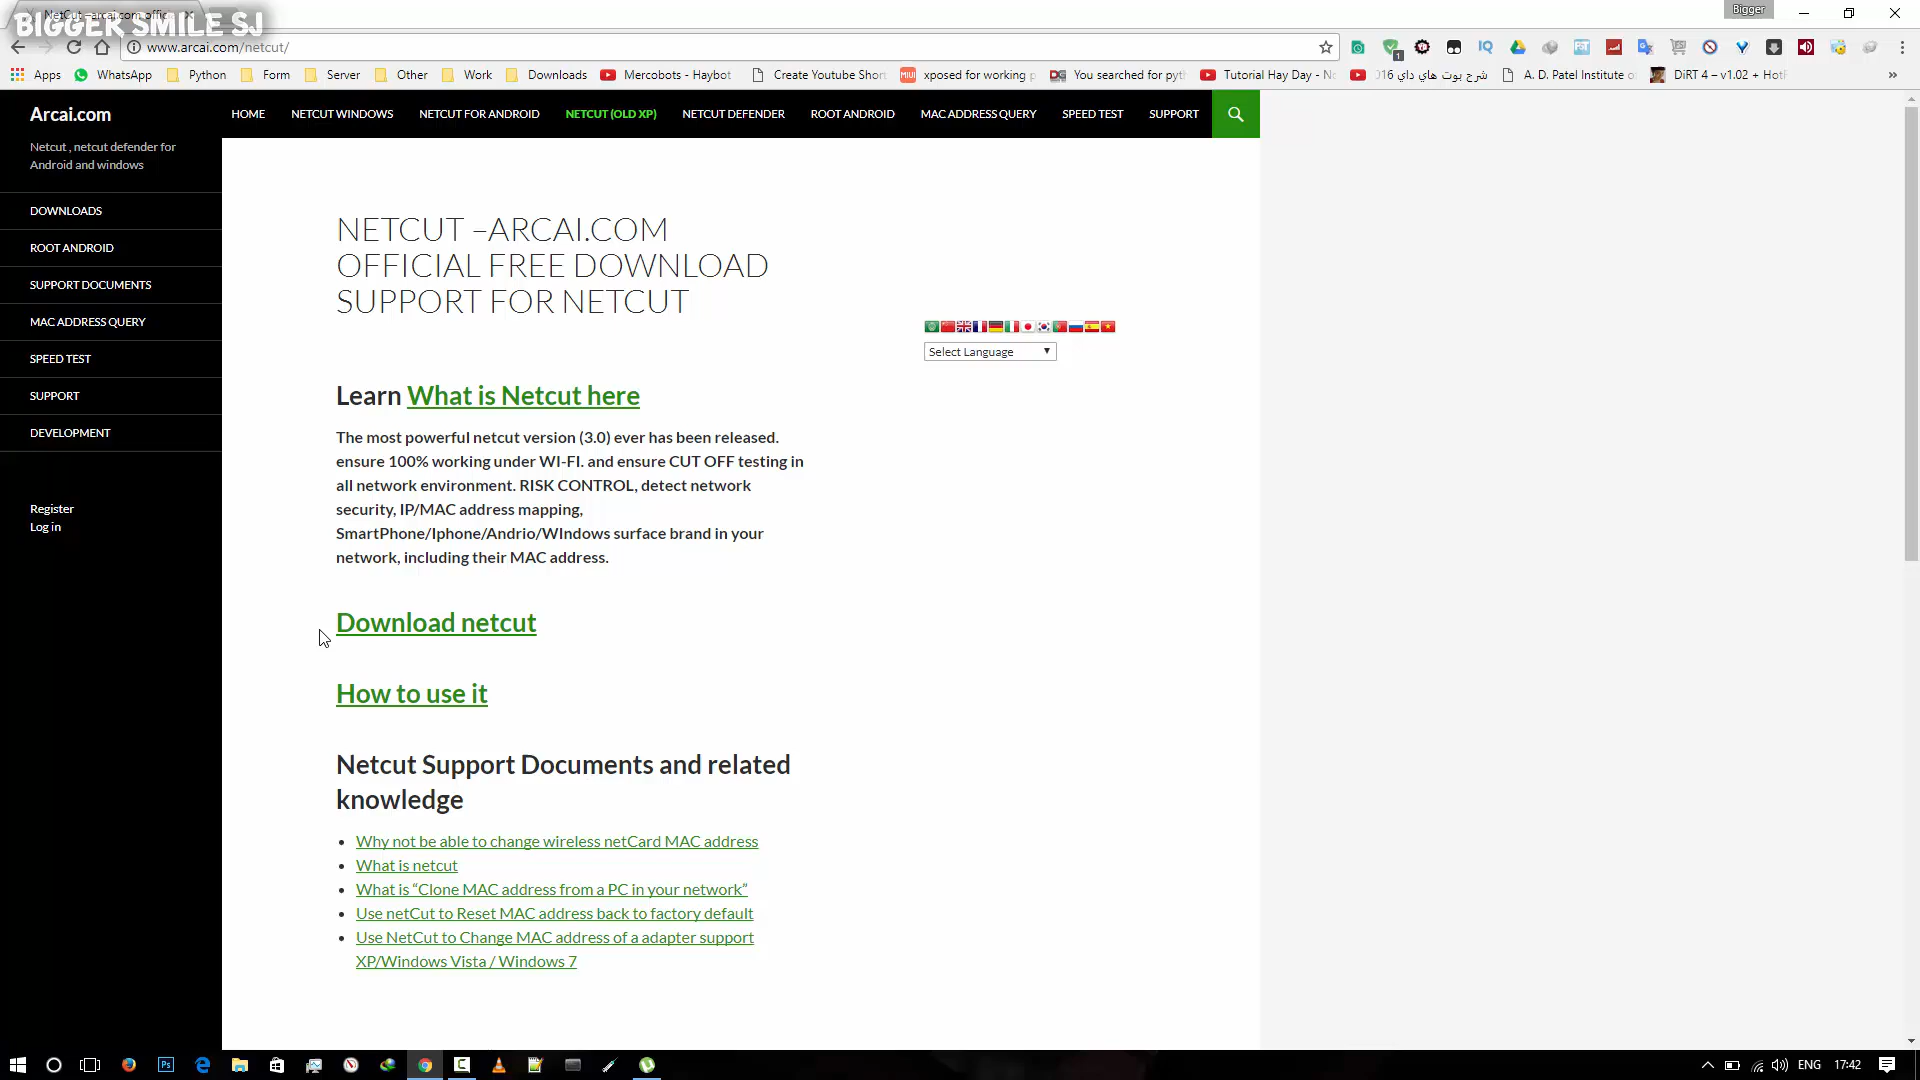 BIGGER SMILE SJ
Bigger
www.arcai.com/netcut/
Apps
WhatsApp
Python
Form
Server
Other
Work
Downloads
Mercobots - Haybot
Create Youtube Shor
xposed for working
You searched for pyt
Tutorial Hay Day - N
شرح بوت هاي داي 016
A. D. Patel Institute o
DiRT 4 – v1.02 + Hot
Arcai.com
Netcut , netcut defender for
Android and windows
HOME
NETCUT WINDOWS
NETCUT FOR ANDROID
NETCUT (OLD XP)
NETCUT DEFENDER
ROOT ANDROID
MAC ADDRESS QUERY
SPEED TEST
SUPPORT
DOWNLOADS
ROOT ANDROID
SUPPORT DOCUMENTS
MAC ADDRESS QUERY
SPEED TEST
SUPPORT
DEVELOPMENT
Register
Log in
NETCUT –ARCAI.COM
OFFICIAL FREE DOWNLOAD
SUPPORT FOR NETCUT
Select Language
Learn What is Netcut here
The most powerful netcut version (3.0) ever has been released.
ensure 100% working under WI-FI. and ensure CUT OFF testing in
all network environment. RISK CONTROL, detect network
security, IP/MAC address mapping,
SmartPhone/Iphone/Andrio/WIndows surface brand in your
network, including their MAC address.
Download netcut
How to use it
Netcut Support Documents and related
knowledge
Why not be able to change wireless netCard MAC address
What is netcut
What is “Clone MAC address from a PC in your network”
Use netCut to Reset MAC address back to factory default
Use NetCut to Change MAC address of a adapter support
XP/Windows Vista / Windows 7
ENG
17:42